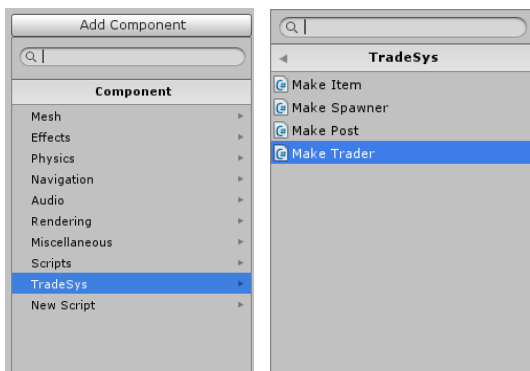 Add Component
Component
Mesh
Effects
Physics
Navigation
Audio
Rendering
Miscellaneous
Scripts
TradeSys
New Script
TradeSys
Make Item
Make Spawner
Make Post
Make Trader